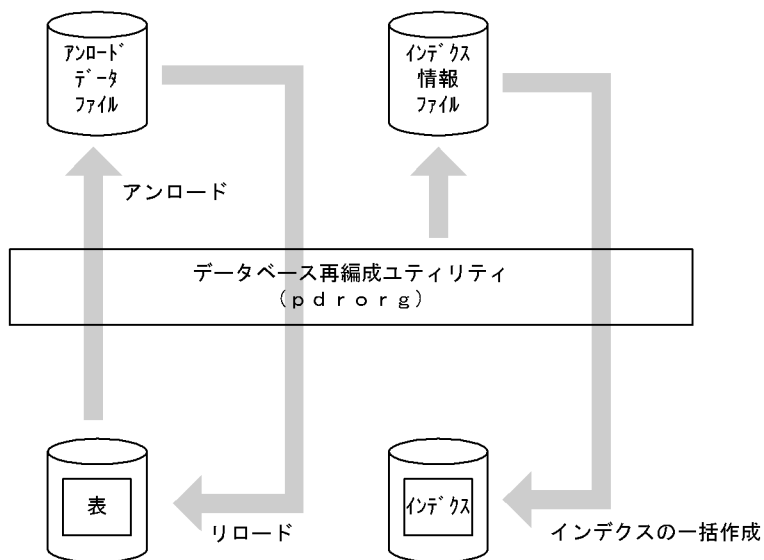 ｱﾝﾛｰﾄﾞ
ﾃﾞｰﾀ
ﾌｧｲﾙ
ｲﾝﾃﾞｸｽ
情報
ﾌｧｲﾙ
アンロード
データベース再編成ユティリティ
（ｐｄｒｏｒｇ）
表
リロード
ｲﾝﾃﾞｸｽ
インデクスの一括作成